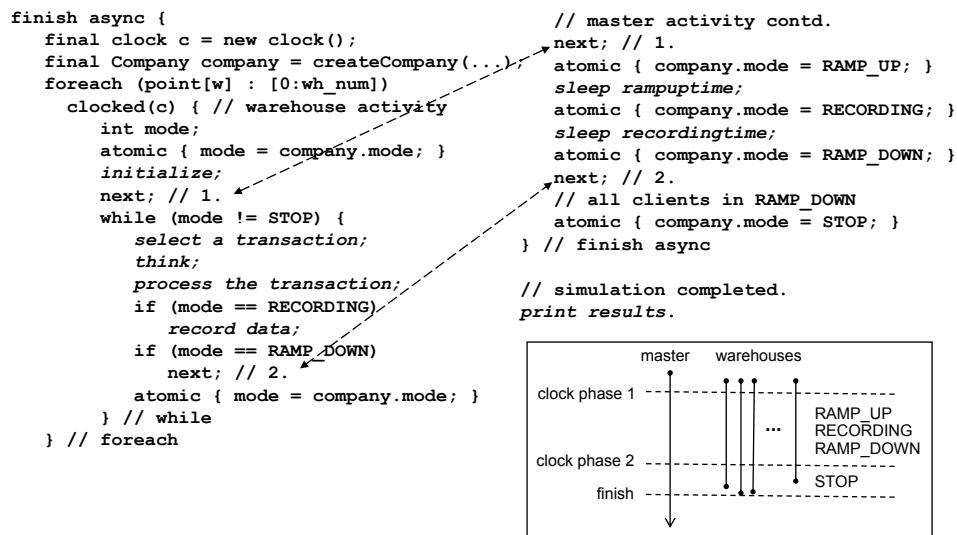 finish async {
final clock c = new clock();
final Company company = createCompany(...);
foreach (point[w] : [0:wh_num])
clocked(c) { // warehouse activity
int mode;
atomic { mode = company.mode; }
initialize;
next; // 1.
while (mode != STOP) {
select a transaction;
think;
process the transaction;
if (mode == RECORDING)
record data;
if (mode == RAMP_DOWN)
next; // 2.
atomic { mode = company.mode; }
} // while
} // foreach
// master activity contd.
next; // 1.
atomic { company.mode = RAMP_UP; }
sleep rampuptime;
atomic { company.mode = RECORDING; }
sleep recordingtime;
atomic { company.mode = RAMP_DOWN; }
next; // 2.
// all clients in RAMP_DOWN
atomic { company.mode = STOP; }
} // finish async
// simulation completed.
print results.
master warehouses
clock phase 1
... RAMP_UP
RECORDING
RAMP_DOWN
clock phase 2
STOP
finish